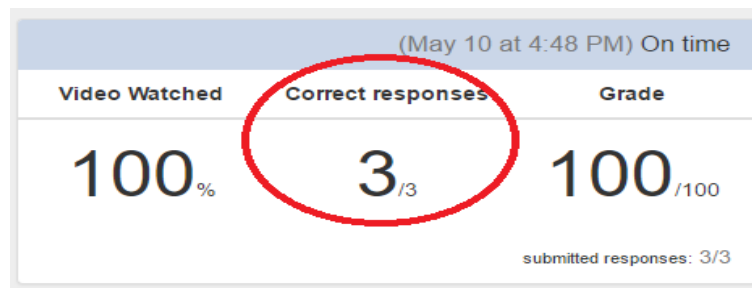 (May 10 at 4:48 PM) On time
Video Watched Correct responses Grade
100% 3/3 100/100
submitted responses: 3/3